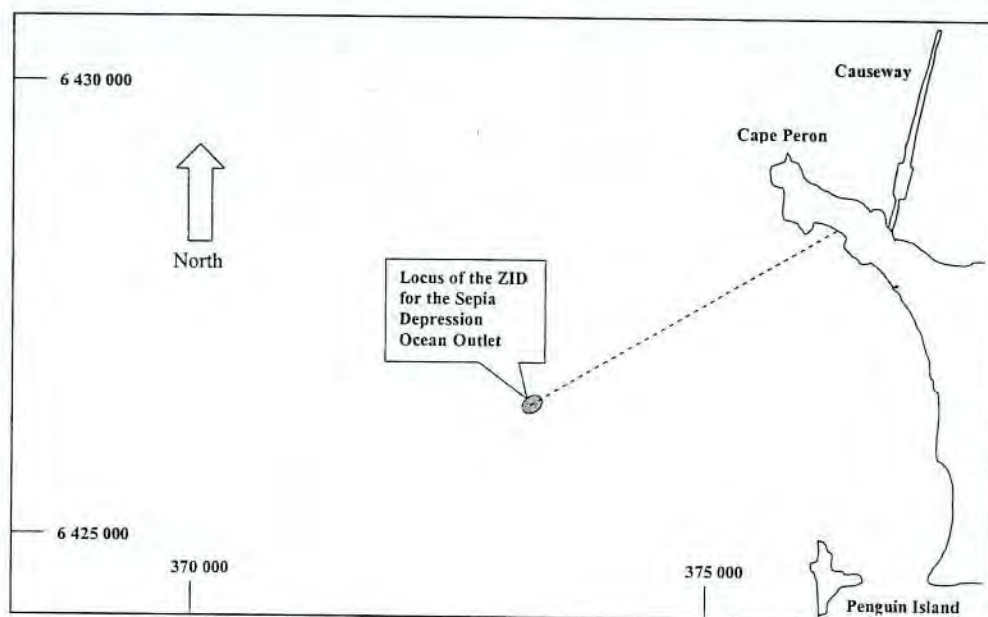 6 430 000
Causeway
Cape Peron
North
Locus of the ZID
for the Sepia
Depression
Ocean Outlet
6 425 000
370 000
375 000
Penguin Island